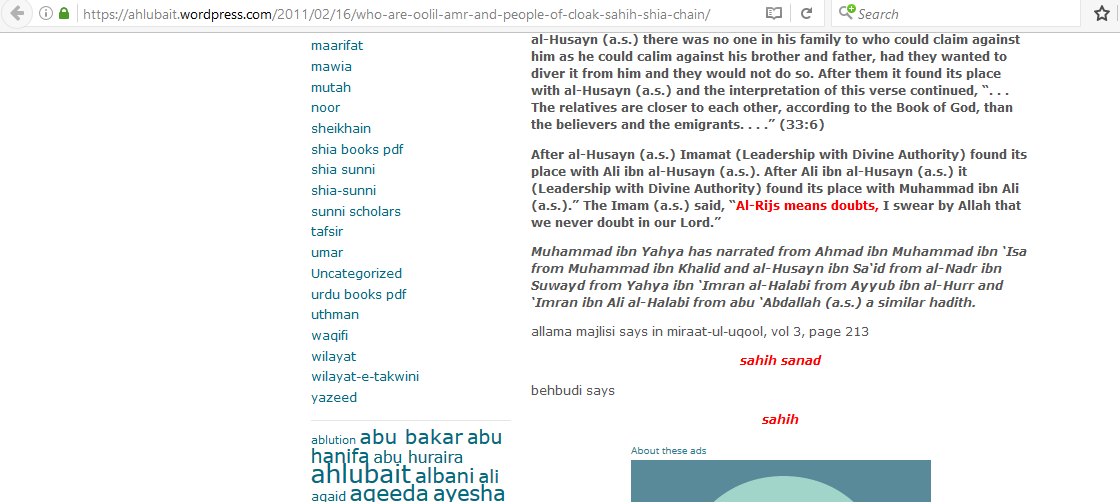 https://ahlubait.wordpress.com/2011/02/16/who-are-oolil-amr-and-people-of-cloak-sahih-shia-chain/
Search
maarifat
mawia
mutah
noor
sheikhain
shia books pdf
shia sunni
shia-sunni
sunni scholars
tafsir
umar
Uncategorized
urdu books pdf
uthman
waqifi
wilayat
wilayat-e-takwini
yazeed
ablution abu bakar abu
hanifa abu huraira
ahlubait albani ali
aqaid aqeeda ayesha
al-Husayn (a.s.) there was no one in his family to who could claim against
him as he could calim against his brother and father, had they wanted to
diver it from him and they would not do so. After them it found its place
with al-Husayn (a.s.) and the interpretation of this verse continued, “. . .
The relatives are closer to each other, according to the Book of God, than
the believers and the emigrants. . . .” (33:6)
After al-Husayn (a.s.) Imamat (Leadership with Divine Authority) found its
place with Ali ibn al-Husayn (a.s.). After Ali ibn al-Husayn (a.s.) it
(Leadership with Divine Authority) found its place with Muhammad ibn Ali
(a.s.).” The Imam (a.s.) said, “Al-Rijs means doubts, I swear by Allah that
we never doubt in our Lord.”
Muhammad ibn Yahya has narrated from Ahmad ibn Muhammad ibn ‘Isa
from Muhammad ibn Khalid and al-Husayn ibn Sa‘id from al-Nadr ibn
Suwayd from Yahya ibn ‘Imran al-Halabi from Ayyub ibn al-Hurr and
‘Imran ibn Ali al-Halabi from abu ‘Abdallah (a.s.) a similar hadith.
allama majlisi says in miraat-ul-uqool, vol 3, page 213
sahih sanad
behbudi says
sahih
About these ads